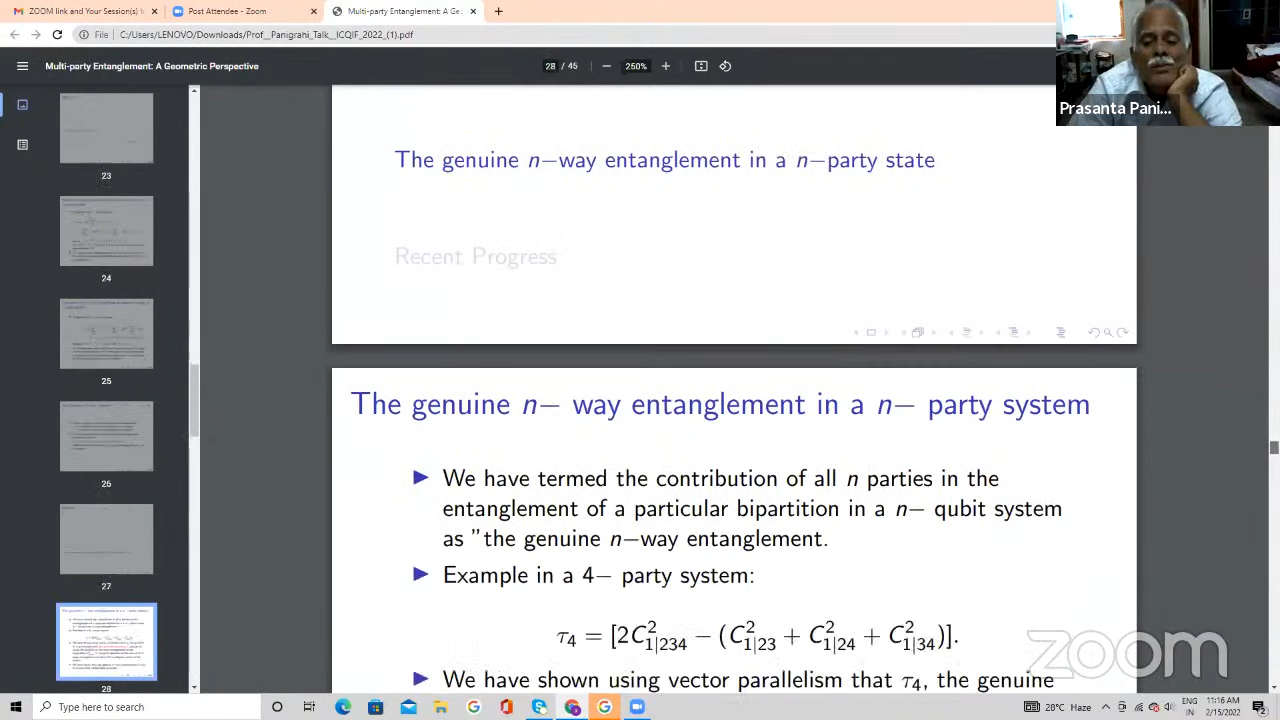 ZOOM link and Your Session(s) t
Post Attendee - Zoom
Multi-party Entanglement: A Ge
File
C:/Users/LENOVO/Downloads/Prof._Panigrahi_Talk__ICQF_2022_(1).pdf
Multi-party Entanglement: A Geometric Perspective
28 / 45
250%
Prasanta Pani...
23
24
25
26
27
28
The genuine n−way entanglement in a n−party state
Recent Progress
The genuine n− way entanglement in a n− party system
We have termed the contribution of all n parties in the
entanglement of a particular bipartition in a n− qubit system
as ”the genuine n−way entanglement.
Example in a 4− party system:
τ₄ = [2C²₁|₂₃₄ − (C²₁|₂₃ + C²₁|₂₄ + C²₁|₃₄)].
We have shown using vector parallelism that τ₄, the genuine
zoom
Type here to search
28°C Haze
ENG
IN
11:16 AM
2/15/2022
2